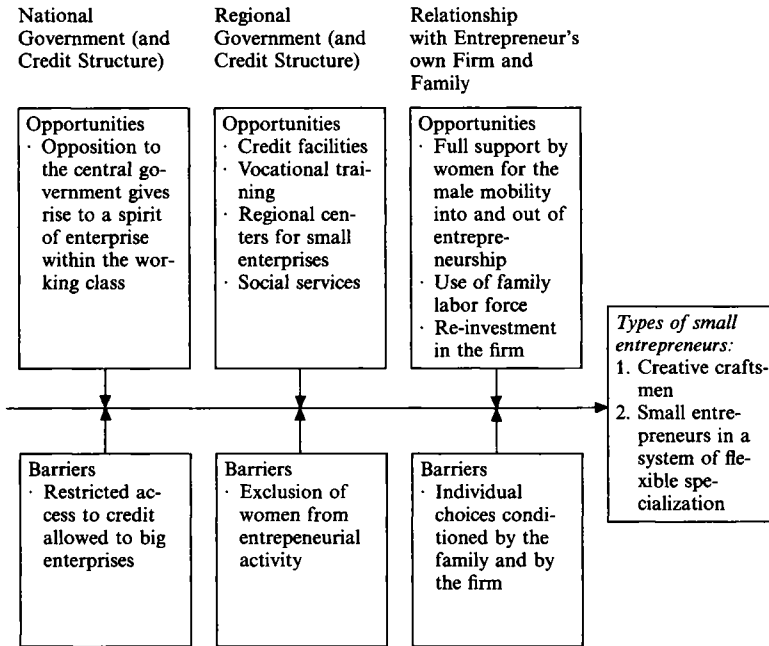 National
Government (and
Credit Structure)
Regional
Government (and
Credit Structure)
Relationship
with Entrepreneur's
own Firm and
Family
Opportunities
· Opposition to
the central go-
vernment gives
rise to a spirit
of enterprise
within the wor-
king class
Opportunities
· Credit facilities
· Vocational trai-
ning
· Regional cen-
ters for small
enterprises
· Social services
Opportunities
· Full support by
women for the
male mobility
into and out of
entrepre-
neurship
· Use of family
labor force
· Re-investment
in the firm
Barriers
· Restricted ac-
cess to credit
allowed to big
enterprises
Barriers
· Exclusion of
women from
entrepeneurial
activity
Barriers
· Individual
choices condi-
tioned by the
family and by
the firm
Types of small
entrepreneurs:
1. Creative crafts-
men
2. Small entre-
preneurs in a
system of fle-
xible spe-
cialization